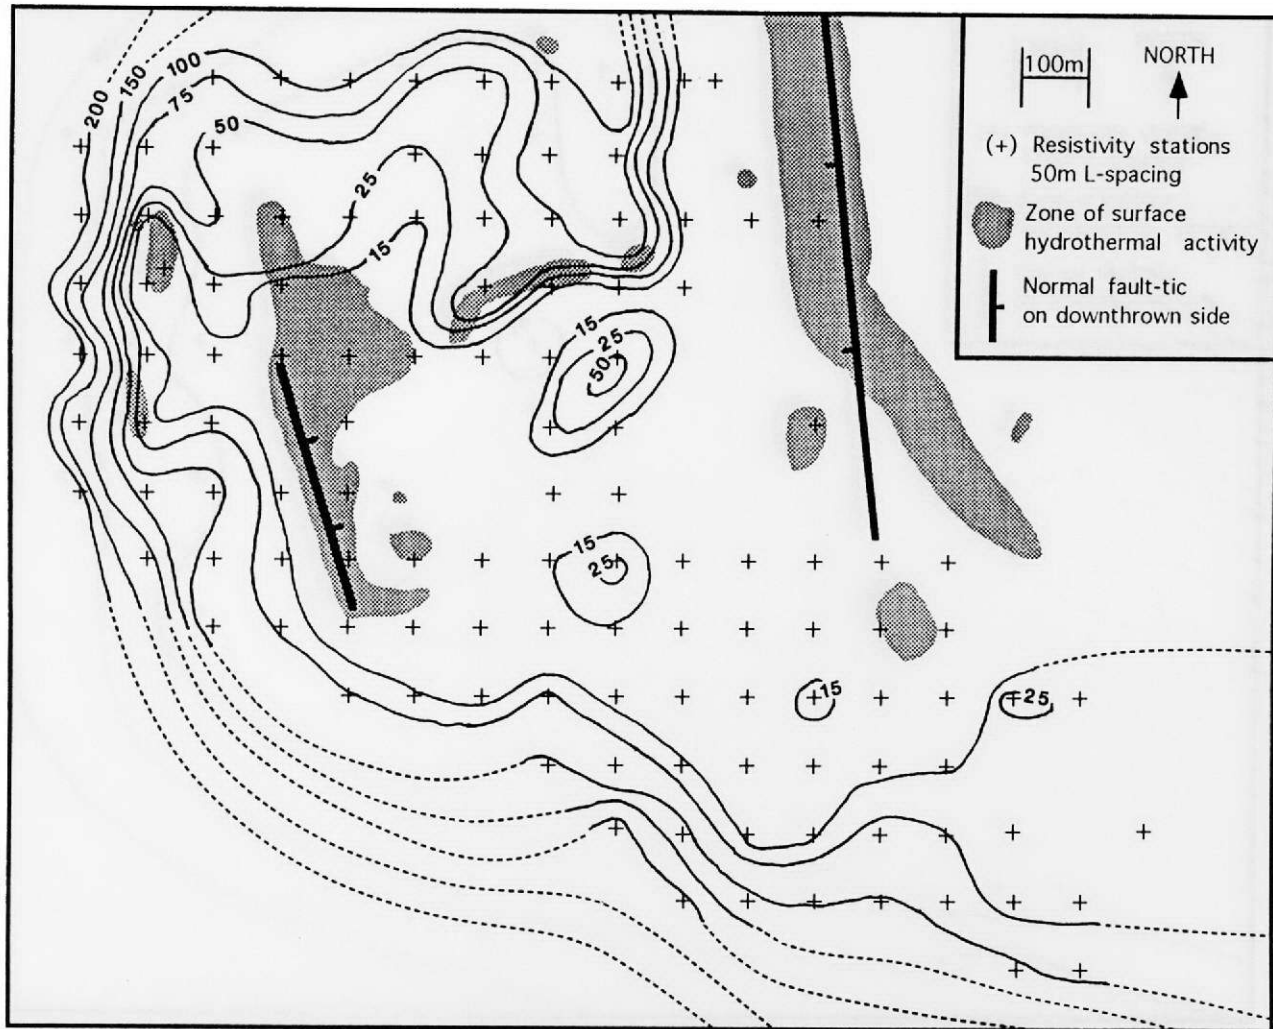 200
150
100
75
50
25
15
15
25
50
15
25
15
25
100m
NORTH
(+) Resistivity stations
50m L-spacing
Zone of surface
hydrothermal activity
Normal fault-tic
on downthrown side